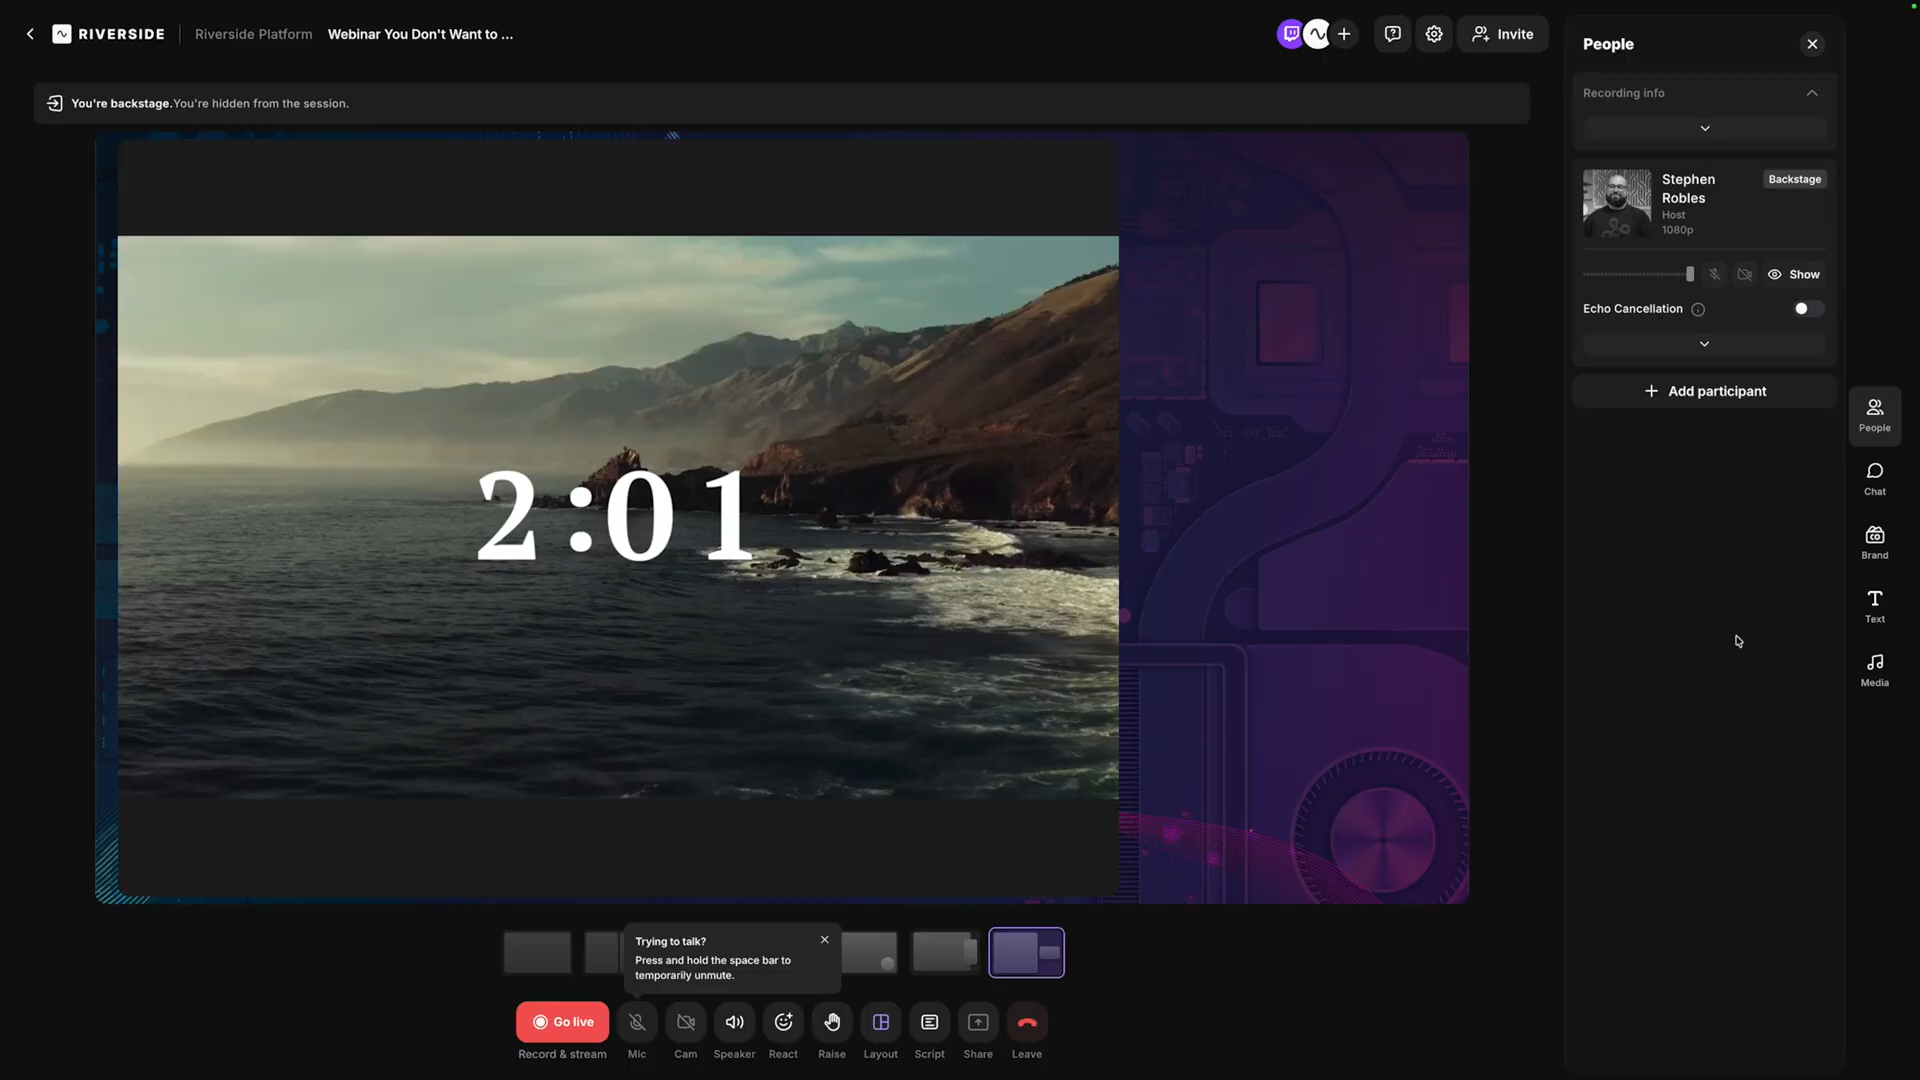 RIVERSIDE
Riverside Platform
Webinar You Don't Want to ...
Invite
People
You're backstage.You're hidden from the session.
Recording info
Stephen
Robles
Backstage
Host
1080p
Show
Echo Cancellation
Add participant
People
Chat
Brand
Text
Media
2:01
Trying to talk?
Press and hold the space bar to
temporarily unmute.
Go live
Record & stream
Mic
Cam
Speaker
React
Raise
Layout
Script
Share
Leave